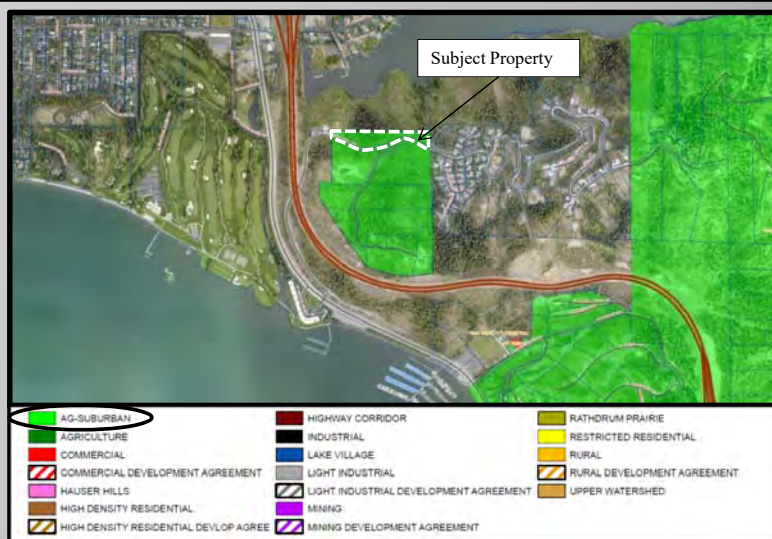 Subject Property
AG-SUBURBAN
AGRICULTURE
COMMERCIAL
COMMERCIAL DEVELOPMENT AGREEMENT
HAUSER HILLS
HIGH DENSITY RESIDENTIAL
HIGH DENSITY RESIDENTIAL DEVLOP AGREE
HIGHWAY CORRIDOR
INDUSTRIAL
LAKE VILLAGE
LIGHT INDUSTRIAL
LIGHT INDUSTRIAL DEVELOPMENT AGREEMENT
MINING
MINING DEVELOPMENT AGREEMENT
RATHDRUM PRAIRIE
RESTRICTED RESIDENTIAL
RURAL
RURAL DEVELOPMENT AGREEMENT
UPPER WATERSHED